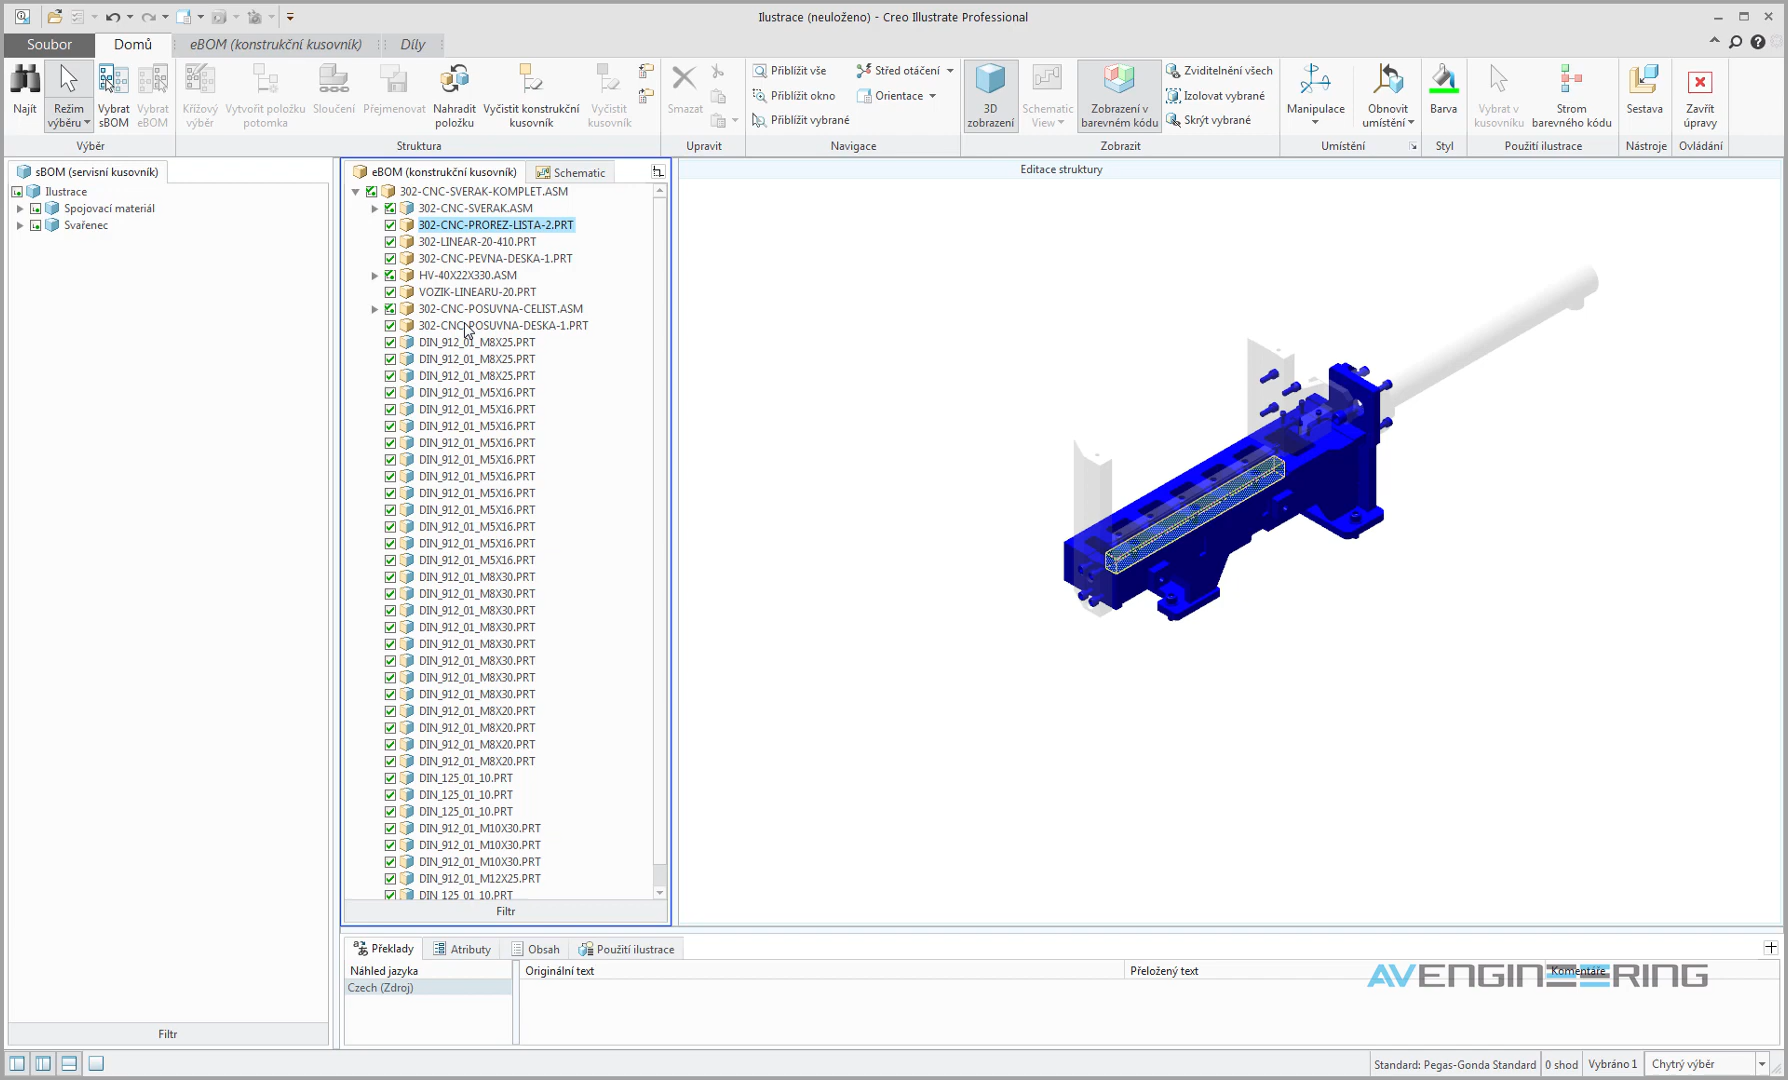 Ilustrace (neuloženo) - Creo Illustrate Professional
Soubor
Domů
eBOM (konstrukční kusovník)
Díly
Najít
Režim výběru
Vybrat sBOM
Vybrat eBOM
Výběr
Křížový výběr
Vytvořit položku potomka
Sloučení
Přejmenovat
Nahradit položku
Vyčistit konstrukční kusovník
Vyčistit kusovník
Struktura
Smazat
Upravit
Přiblížit vše
Přiblížit okno
Přiblížit vybrané
Střed otáčení
Orientace
Navigace
3D zobrazení
Schematic View
Zobrazení v barevném kódu
Zviditelnění všech
Izolovat vybrané
Skrýt vybrané
Zobrazit
Manipulace
Obnovit umístění
Umístění
Barva
Styl
Vybrat v kusovníku
Strom barevného kódu
Použití ilustrace
Sestava
Nástroje
Zavřít úpravy
Ovládání
sBOM (servisní kusovník)
Ilustrace
Spojovací materiál
Svařenec
Filtr
eBOM (konstrukční kusovník)
Schematic
302-CNC-SVERAK-KOMPLET.ASM
302-CNC-SVERAK.ASM
302-CNC-PROREZ-LISTA-2.PRT
302-LINEAR-20-410.PRT
302-CNC-PEVNA-DESKA-1.PRT
HV-40X22X330.ASM
VOZIK-LINEARU-20.PRT
302-CNC-POSUVNA-CELIST.ASM
302-CNC-POSUVNA-DESKA-1.PRT
DIN_912_01_M8X25.PRT
DIN_912_01_M8X25.PRT
DIN_912_01_M8X25.PRT
DIN_912_01_M5X16.PRT
DIN_912_01_M5X16.PRT
DIN_912_01_M5X16.PRT
DIN_912_01_M5X16.PRT
DIN_912_01_M5X16.PRT
DIN_912_01_M5X16.PRT
DIN_912_01_M5X16.PRT
DIN_912_01_M5X16.PRT
DIN_912_01_M5X16.PRT
DIN_912_01_M5X16.PRT
DIN_912_01_M5X16.PRT
DIN_912_01_M8X30.PRT
DIN_912_01_M8X30.PRT
DIN_912_01_M8X30.PRT
DIN_912_01_M8X30.PRT
DIN_912_01_M8X30.PRT
DIN_912_01_M8X30.PRT
DIN_912_01_M8X30.PRT
DIN_912_01_M8X30.PRT
DIN_912_01_M8X20.PRT
DIN_912_01_M8X20.PRT
DIN_912_01_M8X20.PRT
DIN_912_01_M8X20.PRT
DIN_125_01_10.PRT
DIN_125_01_10.PRT
DIN_125_01_10.PRT
DIN_912_01_M10X30.PRT
DIN_912_01_M10X30.PRT
DIN_912_01_M10X30.PRT
DIN_912_01_M12X25.PRT
DIN_125_01_10.PRT
Filtr
Editace struktury
Překlady
Atributy
Obsah
Použití ilustrace
Náhled jazyka
Czech (Zdroj)
Originální text
Přeložený text
Komentáře
AVENGINEERING
Standard: Pegas-Gonda Standard
0 shod
Vybráno 1
Chytrý výběr